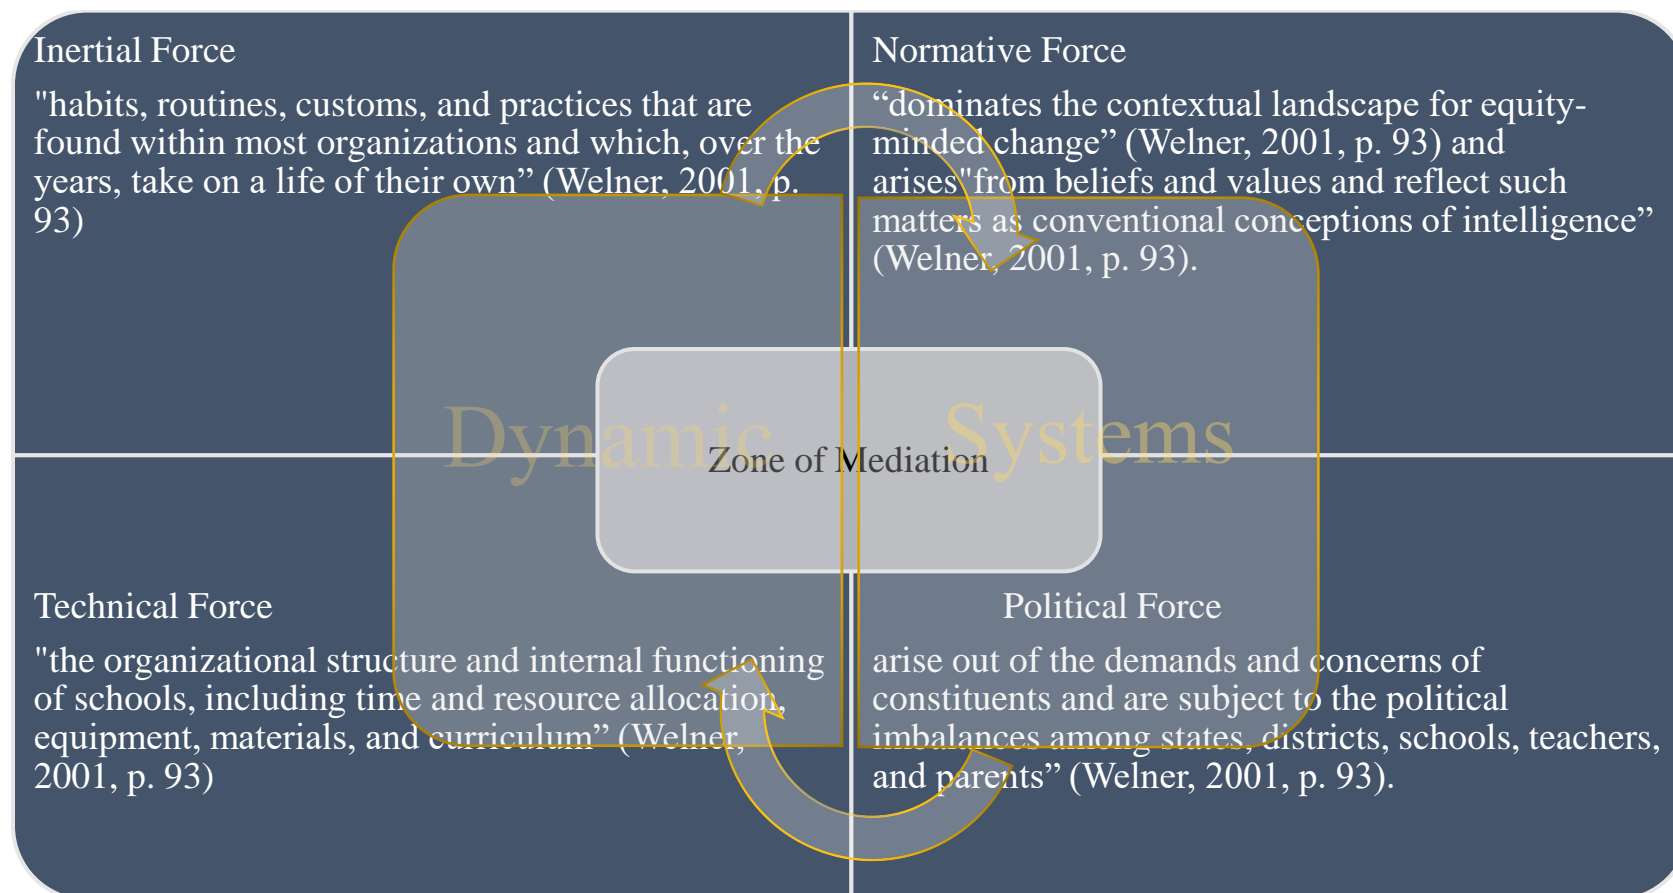 Inertial Force
"habits, routines, customs, and practices that are
found within most organizations and which, over the
years, take on a life of their own” (Welner, 2001, p.
93)
Normative Force
“dominates the contextual landscape for equity-
minded change” (Welner, 2001, p. 93) and
arises"from beliefs and values and reflect such
matters as conventional conceptions of intelligence”
(Welner, 2001, p. 93).
Dynamic
Systems
Zone of Mediation
Technical Force
"the organizational structure and internal functioning
of schools, including time and resource allocation,
equipment, materials, and curriculum” (Welner,
2001, p. 93)
Political Force
arise out of the demands and concerns of
constituents and are subject to the political
imbalances among states, districts, schools, teachers,
and parents” (Welner, 2001, p. 93).